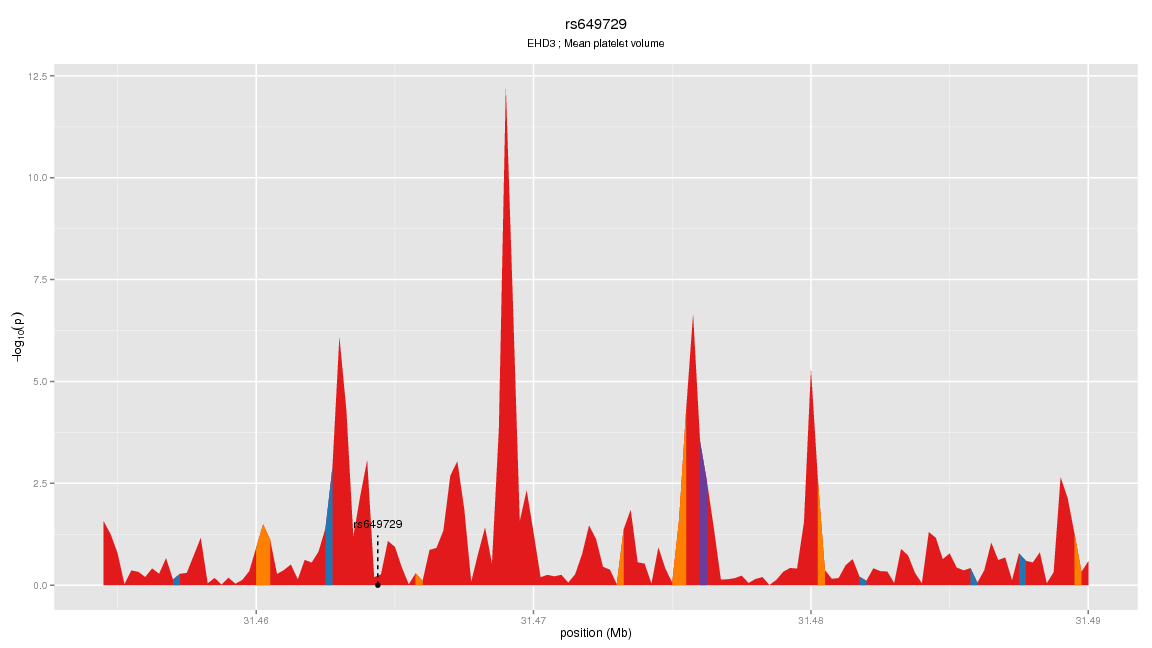 rs649729
EHD3 ; Mean platelet volume
12.5
10.0
7.5
5.0
2.5
0.0
−log10(p)
rs649729
31.46
31.47
31.48
31.49
position (Mb)